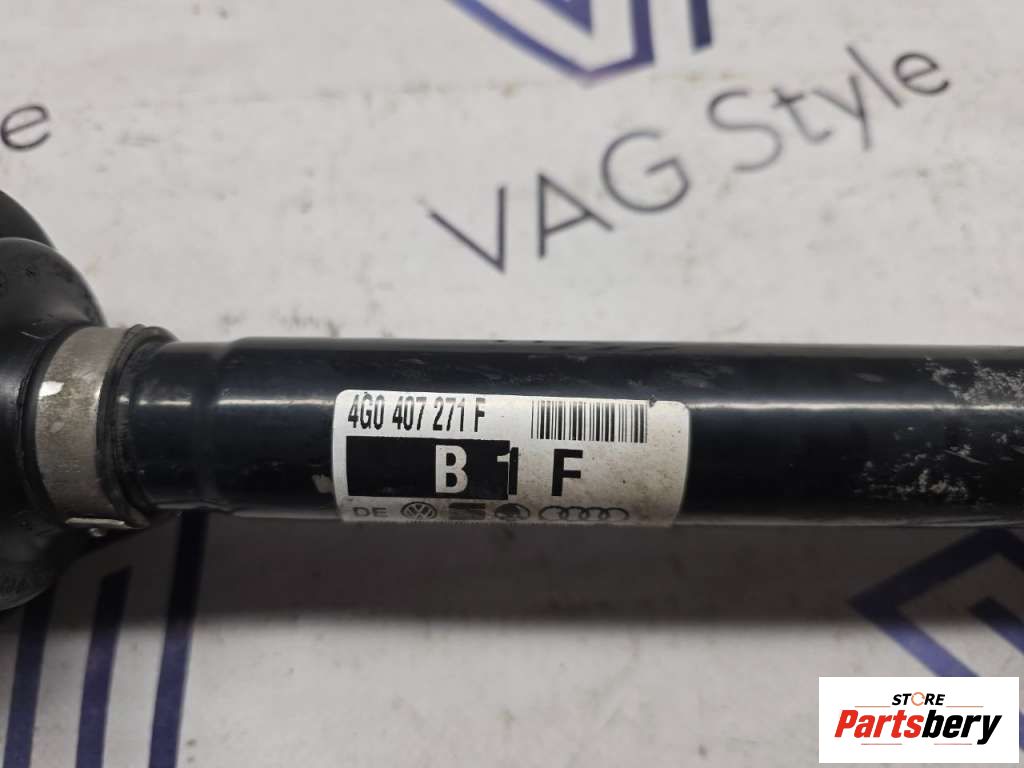 VAG Style
e
4G0 407 271 F
B 1 F
DE
STORE
Partsbery